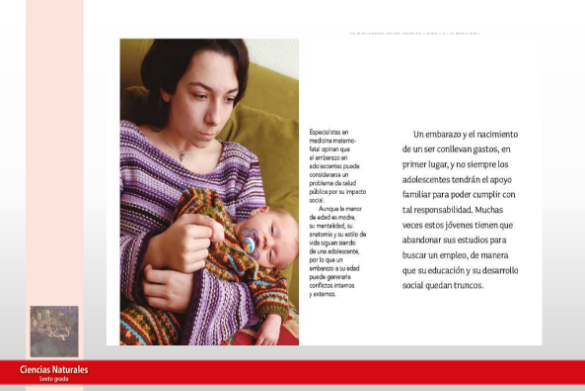 Especialistas en
medicina materno-
fetal opinan que
el embarazo en
adolescentes puede
considerarse un
problema de salud
pública por su impacto
social.
Aunque la menor
de edad es madre,
su mentalidad, su
anatomía y su estilo de
vida siguen siendo
de una adolescente,
por lo que un
embarazo a su edad
puede generarle
conflictos internos
y externos.
Un embarazo y el nacimiento
de un ser conllevan gastos, en
primer lugar, y no siempre los
adolescentes tendrán el apoyo
familiar para poder cumplir con
tal responsabilidad. Muchas
veces estos jóvenes tienen que
abandonar sus estudios para
buscar un empleo, de manera
que su educación y su desarrollo
social quedan truncos.
Ciencias Naturales
Sexto grado